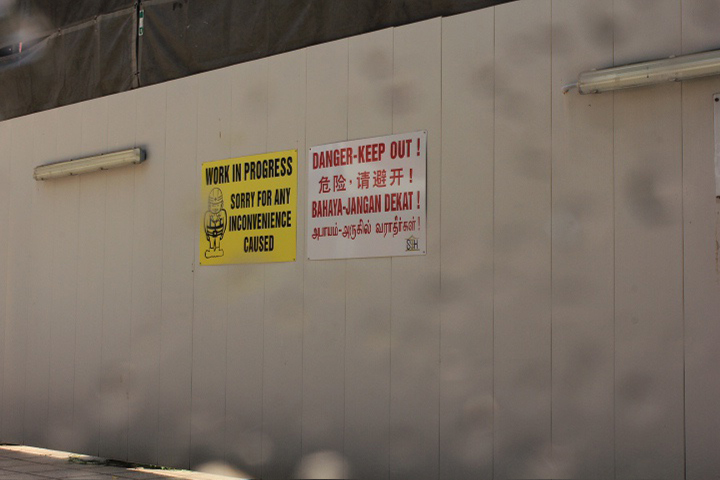 WORK IN PROGRESS
SORRY FOR ANY
INCONVENIENCE
CAUSED
DANGER-KEEP OUT !
危险，请避开！
BAHAYA-JANGAN DEKAT !
அபாயம்-அருகில் வராதீர்கள்!